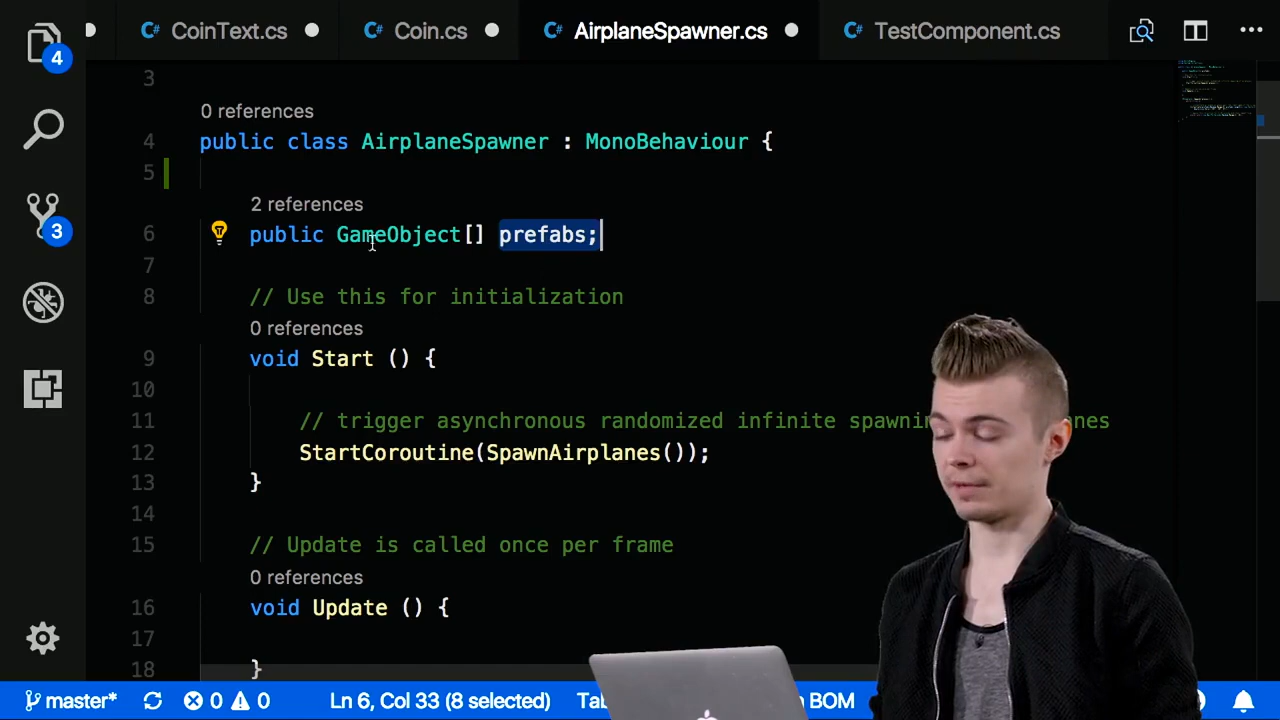 CoinText.cs
Coin.cs
AirplaneSpawner.cs
TestComponent.cs
4
3
3
0 references
4 public class AirplaneSpawner : MonoBehaviour {
5
2 references
6 public GameObject[] prefabs;
7
8 // Use this for initialization
0 references
9 void Start () {
10
11 // trigger asynchronous randomized infinite
12 StartCoroutine(SpawnAirplanes());
13 }
14
15 // Update is called once per frame
0 references
16 void Update () {
17
18 }
master* 0 0 Ln 6, Col 33 (8 selected) BOM